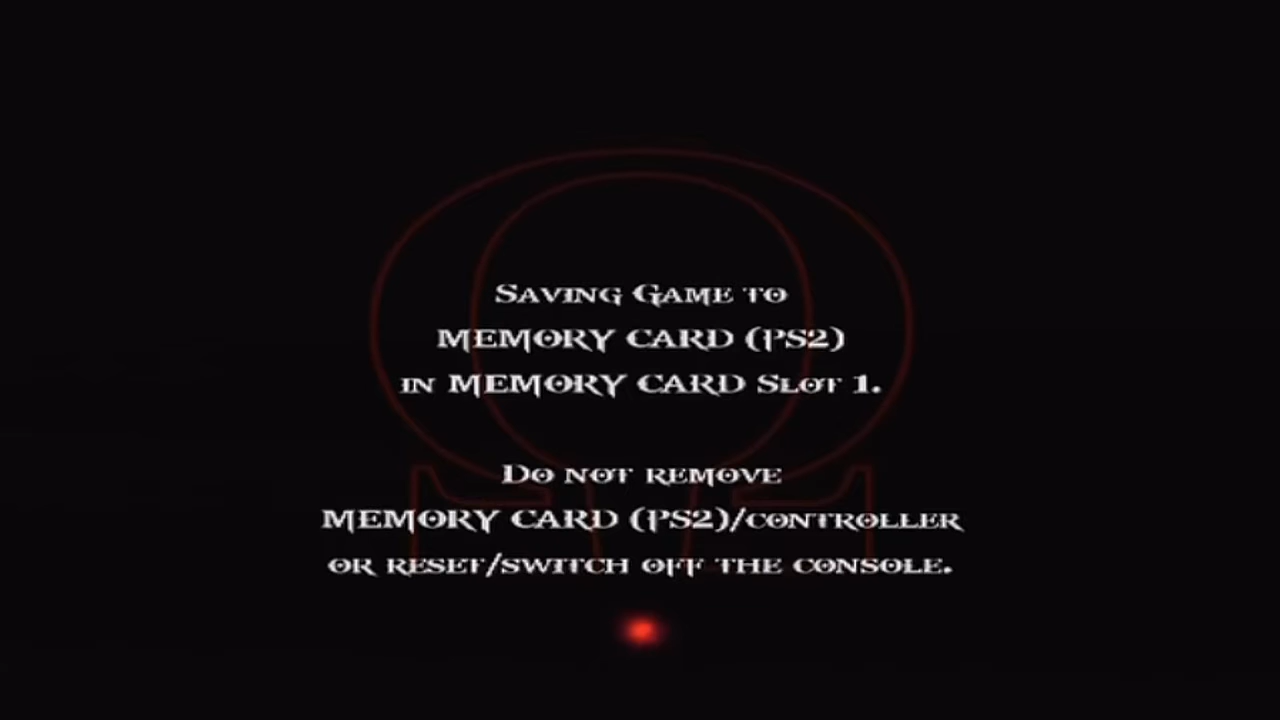 Saving Game to
MEMORY CARD (PS2)
in MEMORY CARD Slot 1.
Do not remove
MEMORY CARD (PS2)/controller
or reset/switch off the console.